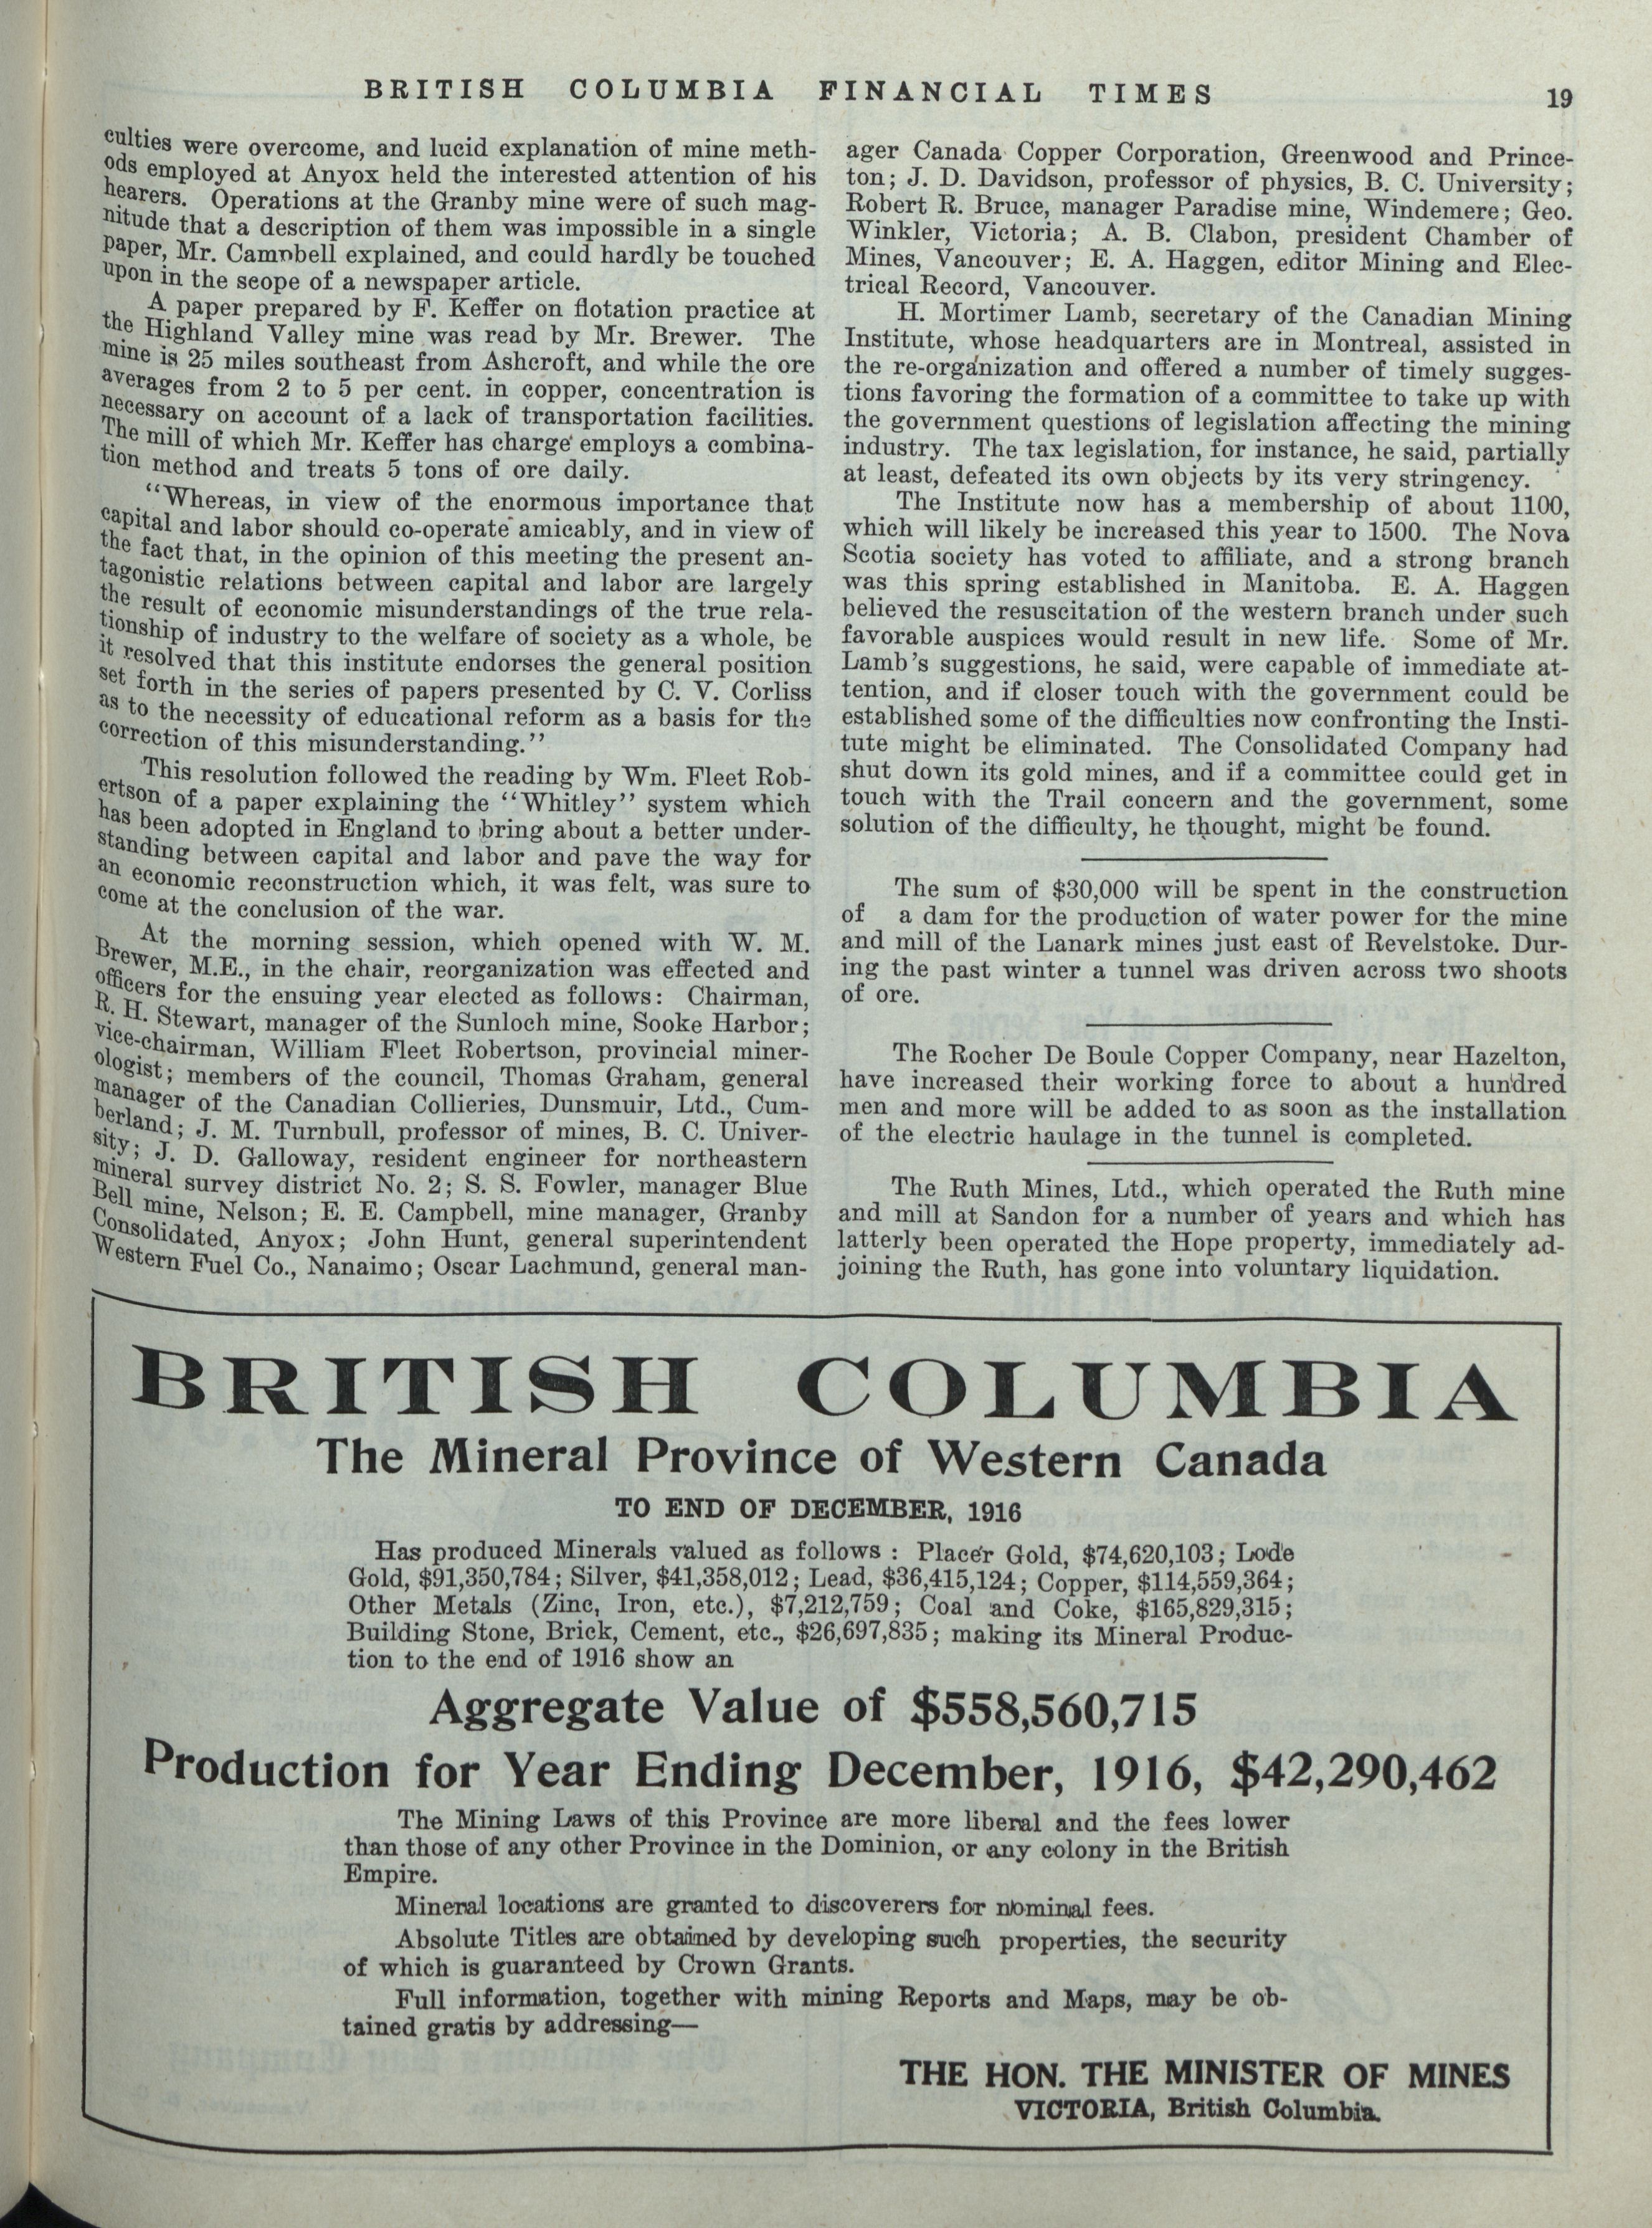 BRITISH COLUMBIA FINANCIAL TIMES 19
culties were overcome, and lucid explanation of mine meth-
ods employed at Anyox held the interested attention of his
hearers. Operations at the Granby mine were of such mag-
nitude that a description of them was impossible in a single
paper, Mr. Campbell explained, and could hardly be touched
upon in the scope of a newspaper article.
A paper prepared by F. Keffer on flotation practice at
the Highland Valley mine was read by Mr. Brewer. The
mine is 25 miles southeast from Ashcroft, and while the ore
averages from 2 to 5 per cent. in copper, concentration is
necessary on account of a lack of transportation facilities.
The mill of which Mr. Keffer has charge employs a combina-
tion method and treats 5 tons of ore daily.
"Whereas, in view of the enormous importance that
capital and labor should co-operate amicably, and in view of
the fact that, in the opinion of this meeting the present an-
tagonistic relations between capital and labor are largely
the result of economic misunderstandings of the true rela-
tionship of industry to the welfare of society as a whole, be
it resolved that this institute endorses the general position
set forth in the series of papers presented by C. V. Corliss
as to the necessity of educational reform as a basis for the
correction of this misunderstanding."
This resolution followed the reading by Wm. Fleet Rob-
ertson of a paper explaining the "Whitley" system which
has been adopted in England to bring about a better under-
standing between capital and labor and pave the way for
an economic reconstruction which, it was felt, was sure to
come at the conclusion of the war.
At the morning session, which opened with W. M.
Brewer, M.E., in the chair, reorganization was effected and
officers for the ensuing year elected as follows: Chairman,
R. H. Stewart, manager of the Sunloch mine, Sooke Harbor;
vice-chairman, William Fleet Robertson, provincial miner-
ologist; members of the council, Thomas Graham, general
manager of the Canadian Collieries, Dunsmuir, Ltd., Cum-
berland; J. M. Turnbull, professor of mines, B. C. Univer-
sity; J. D. Galloway, resident engineer for northeastern
mineral survey district No. 2; S. S. Fowler, manager Blue
Bell mine, Nelson; E. E. Campbell, mine manager, Granby
Consolidated, Anyox; John Hunt, general superintendent
Western Fuel Co., Nanaimo; Oscar Lachmund, general man-
ager Canada Copper Corporation, Greenwood and Prince-
ton; J. D. Davidson, professor of physics, B. C. University;
Robert R. Bruce, manager Paradise mine, Windemere; Geo.
Winkler, Victoria; A. B. Clabon, president Chamber of
Mines, Vancouver; E. A. Haggen, editor Mining and Elec-
trical Record, Vancouver.
H. Mortimer Lamb, secretary of the Canadian Mining
Institute, whose headquarters are in Montreal, assisted in
the re-organization and offered a number of timely sugges-
tions favoring the formation of a committee to take up with
the government questions of legislation affecting the mining
industry. The tax legislation, for instance, he said, partially
at least, defeated its own objects by its very stringency.
The Institute now has a membership of about 1100,
which will likely be increased this year to 1500. The Nova
Scotia society has voted to affiliate, and a strong branch
was this spring established in Manitoba. E. A. Haggen
believed the resuscitation of the western branch under such
favorable auspices would result in new life. Some of Mr.
Lamb's suggestions, he said, were capable of immediate at-
tention, and if closer touch with the government could be
established some of the difficulties now confronting the Insti-
tute might be eliminated. The Consolidated Company had
shut down its gold mines, and if a committee could get in
touch with the Trail concern and the government, some
solution of the difficulty, he thought, might be found.
The sum of $30,000 will be spent in the construction
of a dam for the production of water power for the mine
and mill of the Lanark mines just east of Revelstoke. Dur-
ing the past winter a tunnel was driven across two shoots
of ore.
The Rocher De Boule Copper Company, near Hazelton,
have increased their working force to about a hundred
men and more will be added to as soon as the installation
of the electric haulage in the tunnel is completed.
The Ruth Mines, Ltd., which operated the Ruth mine
and mill at Sandon for a number of years and which has
latterly been operated the Hope property, immediately ad-
joining the Ruth, has gone into voluntary liquidation.
BRITISH COLUMBIA
The Mineral Province of Western Canada
TO END OF DECEMBER, 1916
Has produced Minerals valued as follows : Placer Gold, $74,620,103; Lode
Gold, $91,350,784; Silver, $41,358,012; Lead, $36,415,124; Copper, $114,559,364;
Other Metals (Zinc, Iron, etc.), $7,212,759; Coal and Coke, $165,829,315;
Building Stone, Brick, Cement, etc., $26,697,835; making its Mineral Produc-
tion to the end of 1916 show an
Aggregate Value of $558,560,715
Production for Year Ending December, 1916, $42,290,462
The Mining Laws of this Province are more liberal and the fees lower
than those of any other Province in the Dominion, or any colony in the British
Empire.
Mineral locations are granted to discoverers for nominal fees.
Absolute Titles are obtained by developing such properties, the security
of which is guaranteed by Crown Grants.
Full information, together with mining Reports and Maps, may be ob-
tained gratis by addressing—
THE HON. THE MINISTER OF MINES
VICTORIA, British Columbia.